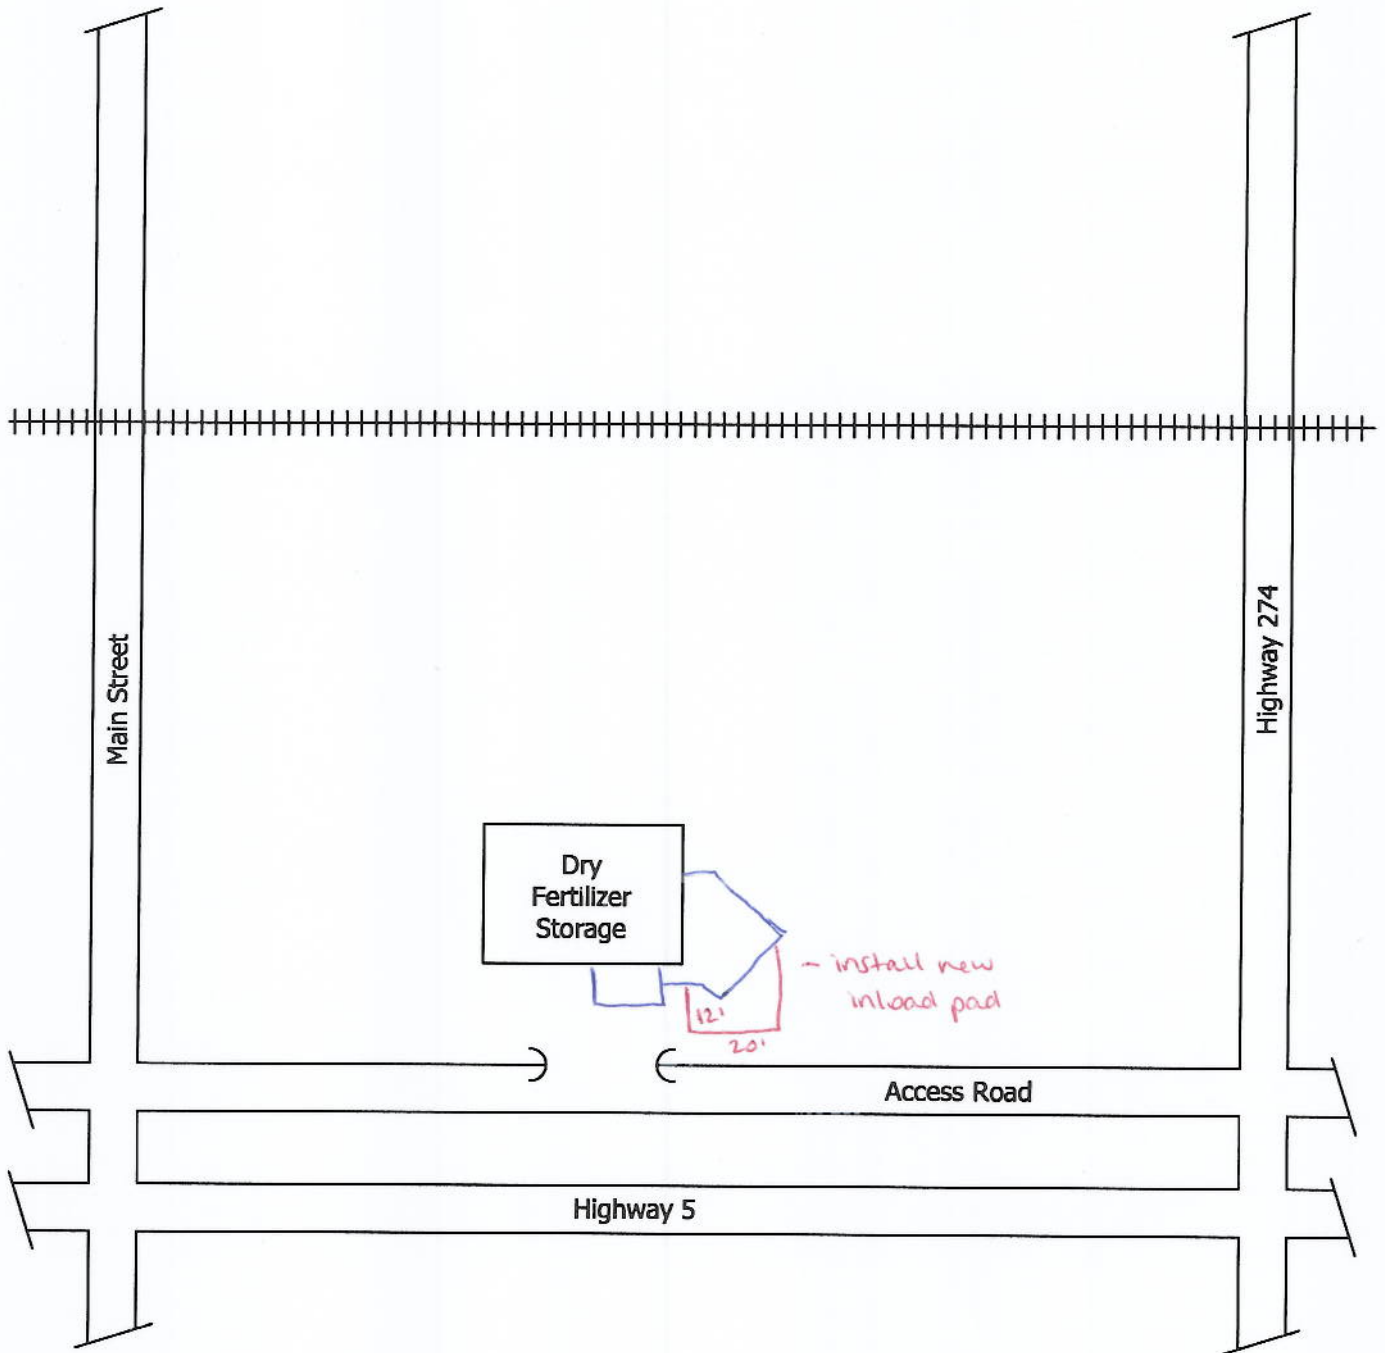 Main Street
Highway 274
Dry
Fertilizer
Storage
- install new
inload pad
12'
20'
Access Road
Highway 5